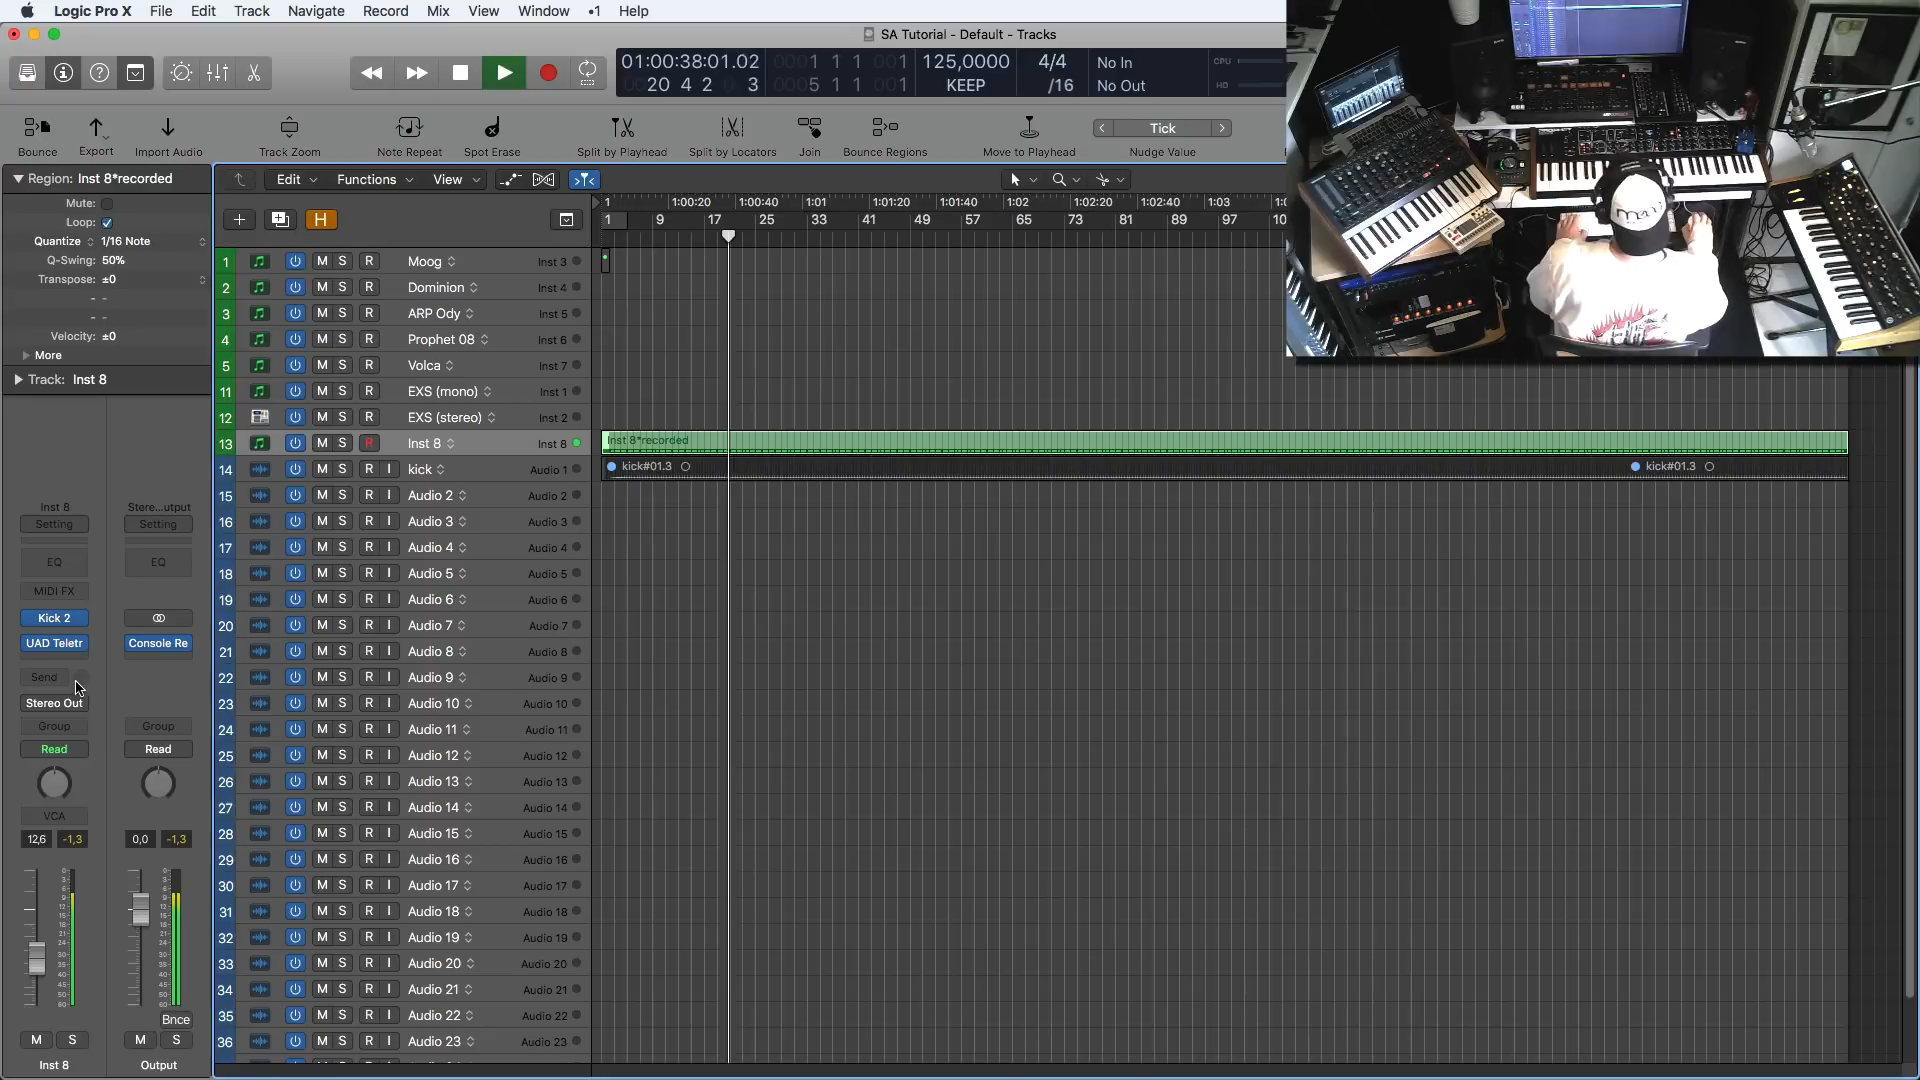 Logic Pro X File Edit Track Navigate Record Mix View Window •1 Help
SA Tutorial - Default - Tracks
01:00:38:01.02 125,0000 4/4 No In
20 4 2 3 KEEP /16 No Out
CPU
HD
Bounce Export Import Audio Track Zoom Note Repeat Spot Erase Split by Playhead Split by Locators Join Bounce Regions Move to Playhead Nudge Value
Tick
Region: Inst 8*recorded
Mute:
Loop:
Quantize 1/16 Note
Q-Swing: 50%
Transpose: ±0
Velocity: ±0
More
Track: Inst 8
Edit Functions View
1 1:00:20 1:00:40 1:01 1:01:20 1:01:40 1:02 1:02:20 1:02:40 1:03
1 9 17 25 33 41 49 57 65 73 81 89 97 10
H
1 M S R Moog Inst 3
2 M S R Dominion Inst 4
3 M S R ARP Ody Inst 5
4 M S R Prophet 08 Inst 6
5 M S R Volca Inst 7
11 M S R EXS (mono) Inst 1
12 M S R EXS (stereo) Inst 2
13 M S R Inst 8 Inst 8
Inst 8*recorded
14 M S R I kick Audio 1
kick#01.3 kick#01.3
15 M S R I Audio 2 Audio 2
16 M S R I Audio 3 Audio 3
17 M S R I Audio 4 Audio 4
18 M S R I Audio 5 Audio 5
19 M S R I Audio 6 Audio 6
20 M S R I Audio 7 Audio 7
21 M S R I Audio 8 Audio 8
22 M S R I Audio 9 Audio 9
23 M S R I Audio 10 Audio 10
24 M S R I Audio 11 Audio 11
25 M S R I Audio 12 Audio 12
26 M S R I Audio 13 Audio 13
27 M S R I Audio 14 Audio 14
28 M S R I Audio 15 Audio 15
29 M S R I Audio 16 Audio 16
30 M S R I Audio 17 Audio 17
31 M S R I Audio 18 Audio 18
32 M S R I Audio 19 Audio 19
33 M S R I Audio 20 Audio 20
34 M S R I Audio 21 Audio 21
35 M S R I Audio 22 Audio 22
36 M S R I Audio 23 Audio 23
Inst 8 Stere...utput
Setting Setting
EQ EQ
MIDI FX
Kick 2
UAD Teletr Console Re
Send
Stereo Out
Group Group
Read Read
VCA
12,6 -1,3 0,0 -1,3
Bnce
M S M S
Inst 8 Output